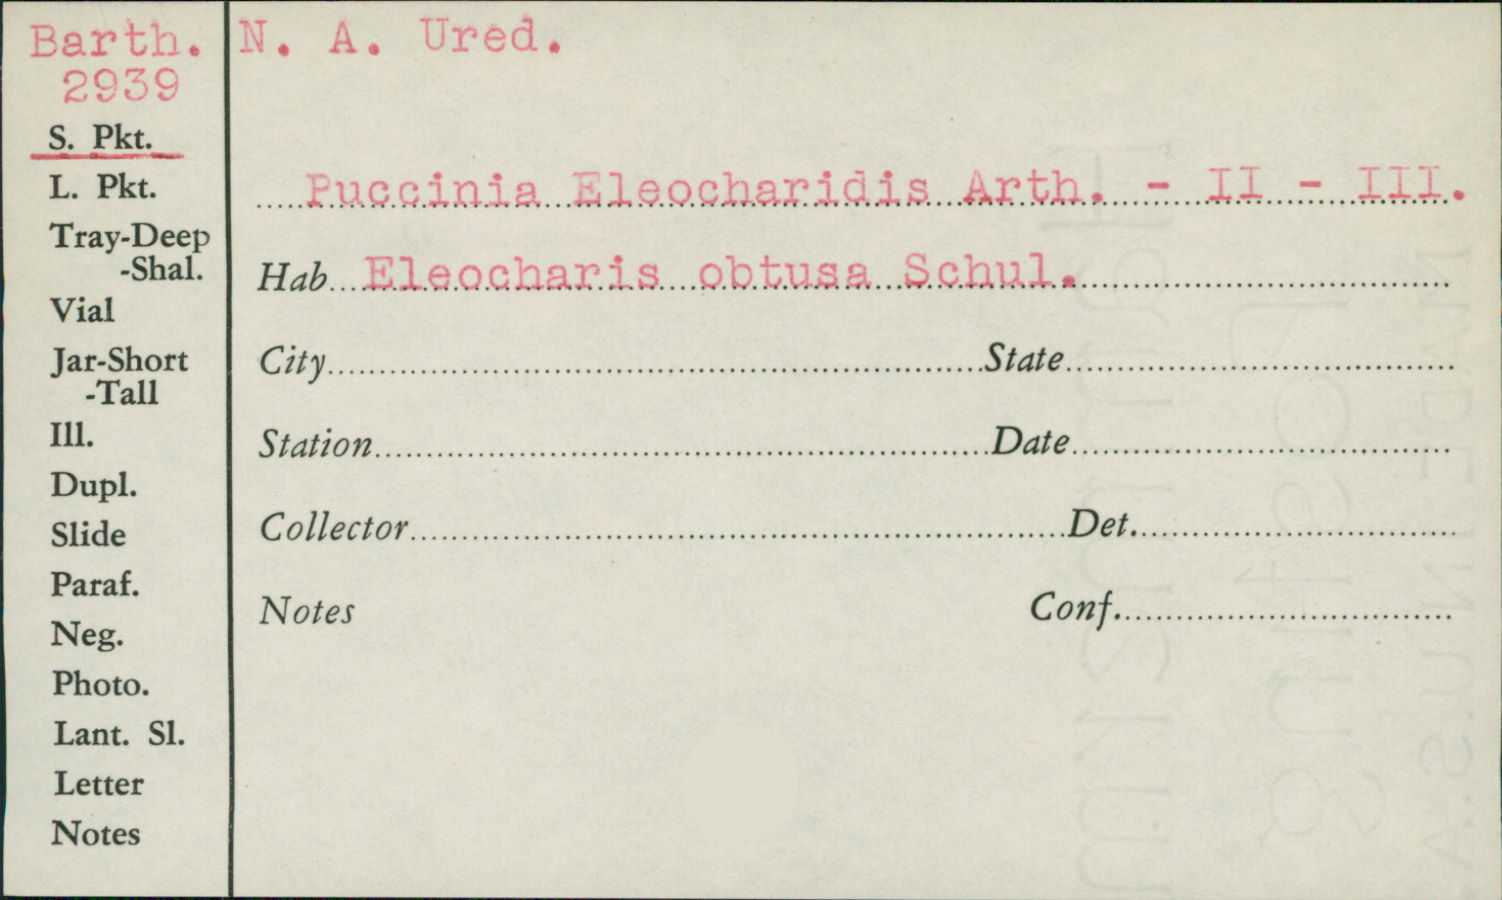 Barth. N. A. Ured.
2939
S. Pkt.
L. Pkt.
Tray-Deep
-Shal.
Vial
Jar-Short
-Tall
Ill.
Dupl.
Slide
Paraf.
Neg.
Photo.
Lant. Sl.
Letter
Notes
Puccinia Eleocharidis Arth. - II - III.
Hab Eleocharis obtusa Schul.
City State
Station Date
Collector Det.
Notes Conf.